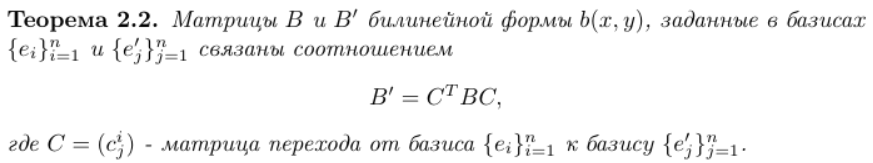 Теорема 2.2. Матрицы B и B′ билинейной формы b(x, y), заданные в базисах
{e_i}_{i=1}^n и {e′_j}_{j=1}^n связаны соотношением
B′ = C^T BC,
где C = (c^i_j) - матрица перехода от базиса {e_i}_{i=1}^n к базису {e′_j}_{j=1}^n.